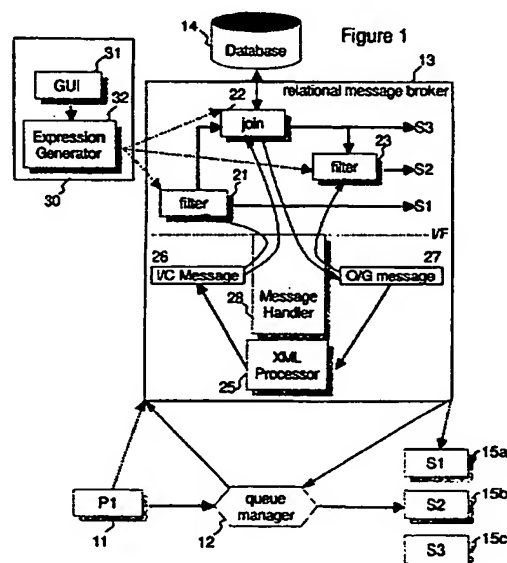 Figure 1
14
Database
13
31
GUI
32
Expression
Generator
30
relational message broker
22
join
S3
23
filter
S2
21
filter
S1
I/F
26
I/C Message
27
O/G message
28
Message
Handler
XML
Processor
25
P1
11
queue
manager
12
S1
15a
S2
15b
S3
15c